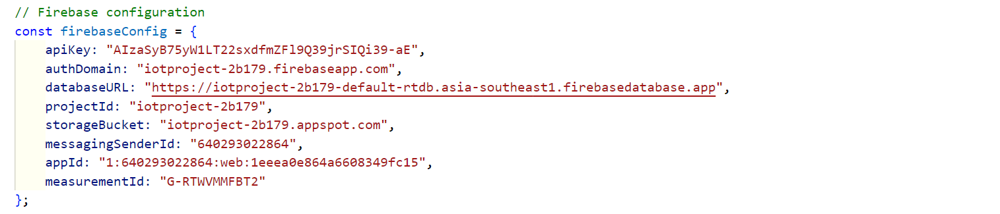 // Firebase configuration
const firebaseConfig = {
    apiKey: "AIzaSyB75yW1LT22sxdfmZFl9Q39jrSIQi39-aE",
    authDomain: "iotproject-2b179.firebaseapp.com",
    databaseURL: "https://iotproject-2b179-default-rtdb.asia-southeast1.firebasedatabase.app",
    projectId: "iotproject-2b179",
    storageBucket: "iotproject-2b179.appspot.com",
    messagingSenderId: "640293022864",
    appId: "1:640293022864:web:1eeea0e864a6608349fc15",
    measurementId: "G-RTWVMMFBT2"
};